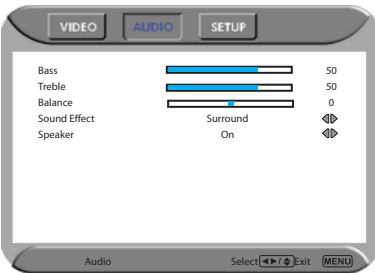 VIDEO AUDIO SETUP
Bass 50
Treble 50
Balance 0
Sound Effect Surround
Speaker On
Audio Select ◄►/ Exit MENU